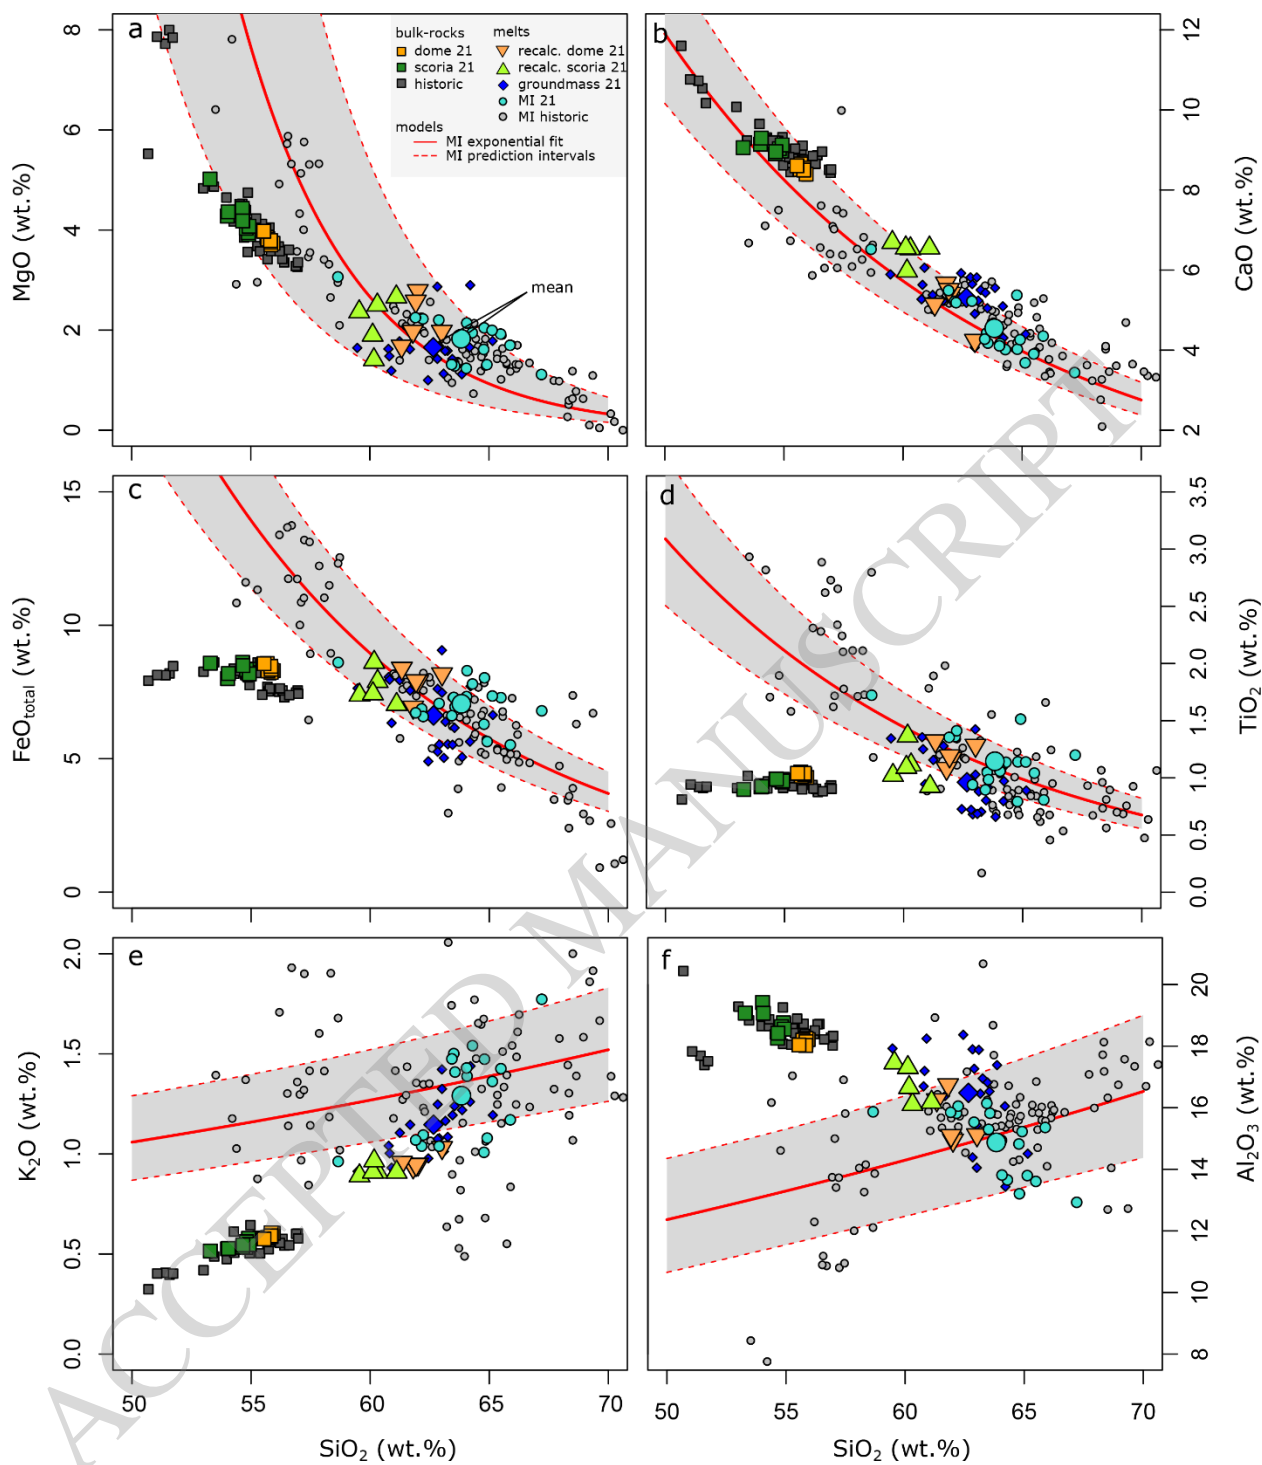 a
bulk-rocks
dome 21
scoria 21
historic
melts
recalc. dome 21
recalc. scoria 21
groundmass 21
MI 21
MI historic
models
MI exponential fit
MI prediction intervals
mean
8
6
4
2
0
MgO (wt.%)
b
12
10
8
6
4
2
CaO (wt.%)
c
15
10
5
0
FeOtotal (wt.%)
d
3.5
3.0
2.5
2.0
1.5
1.0
0.5
0.0
TiO2 (wt.%)
e
2.0
1.5
1.0
0.5
0.0
K2O (wt.%)
50 55 60 65 70
SiO2 (wt.%)
f
20
18
16
14
12
10
8
Al2O3 (wt.%)
50 55 60 65 70
SiO2 (wt.%)
ACCEPTED MANUSCRIPT